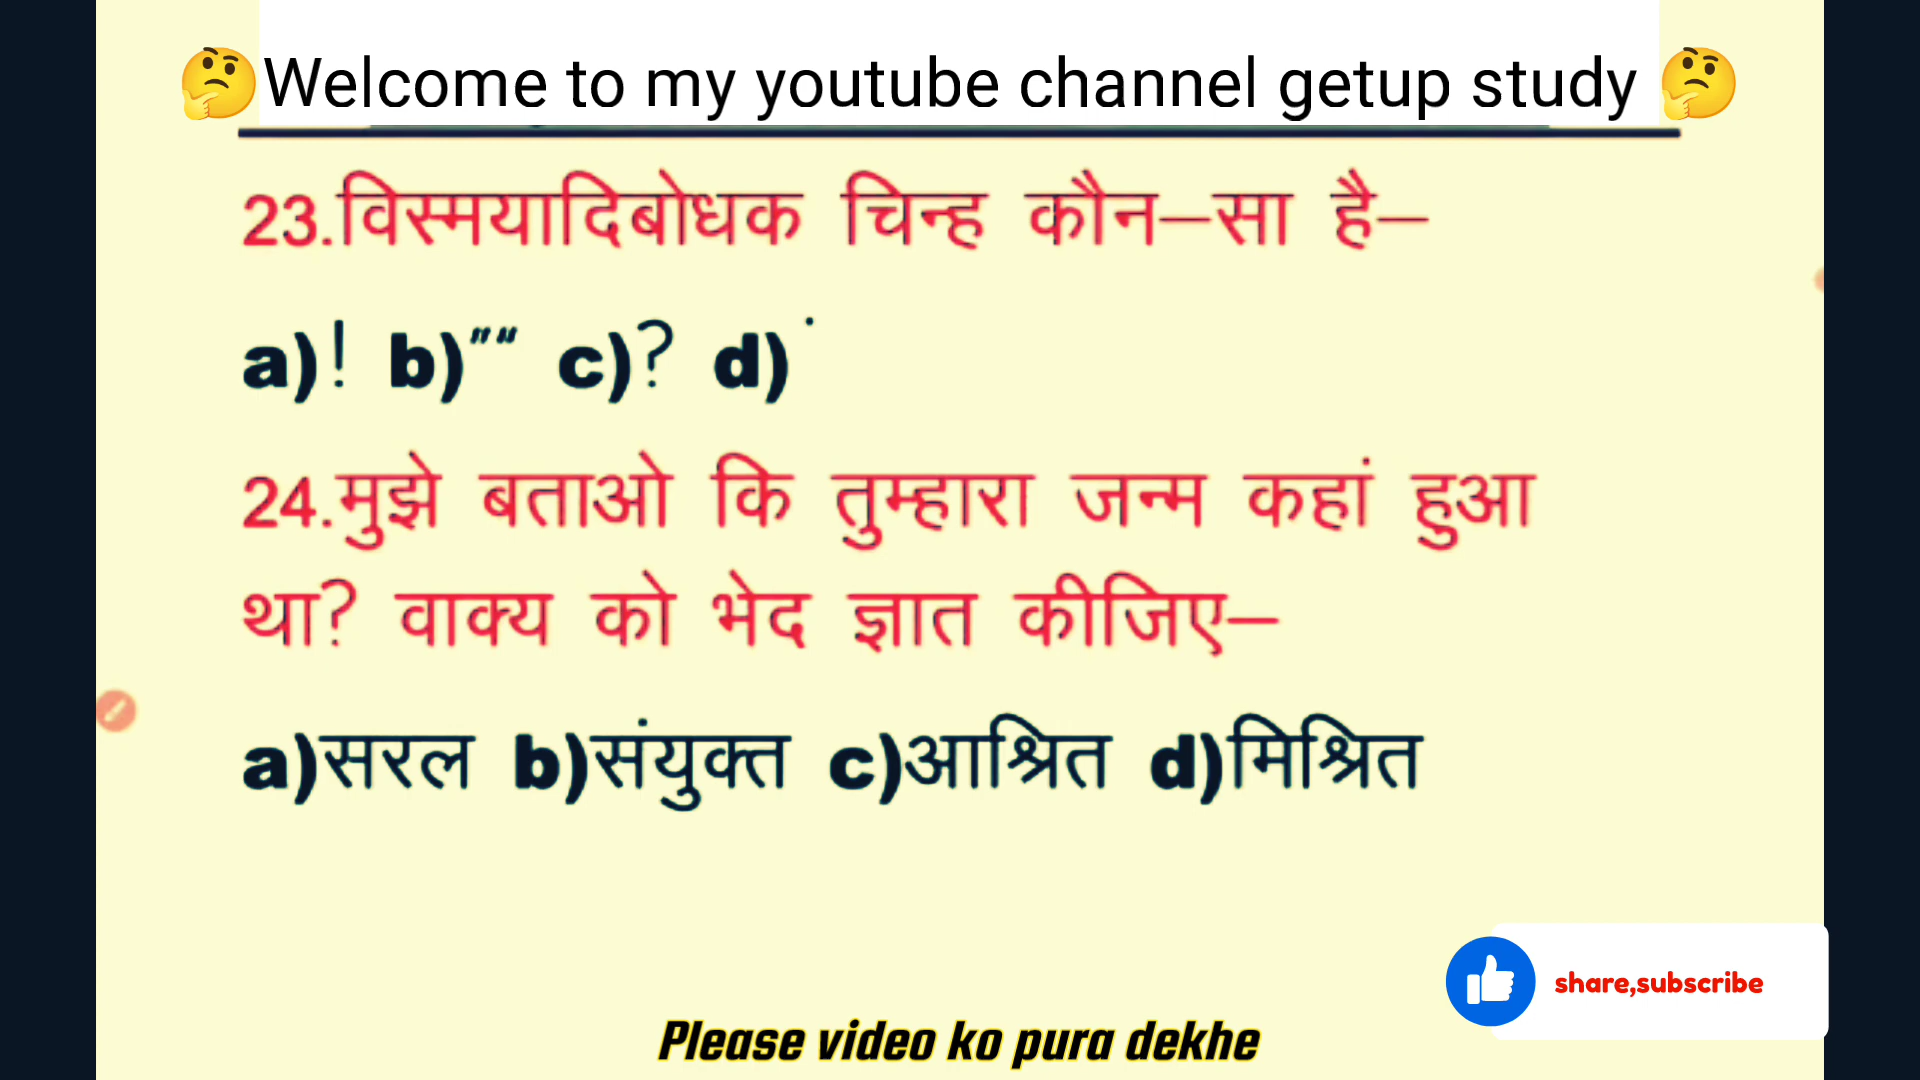 🤔Welcome to my youtube channel getup study🤔
23.विस्मयादिबोधक चिन्ह कौन–सा है–
a)! b)”“ c)? d)˙
24.मुझे बताओ कि तुम्हारा जन्म कहां हुआ
था? वाक्य को भेद ज्ञात कीजिए–
a)सरल b)संयुक्त c)आश्रित d)मिश्रित
share,subscribe
Please video ko pura dekhe